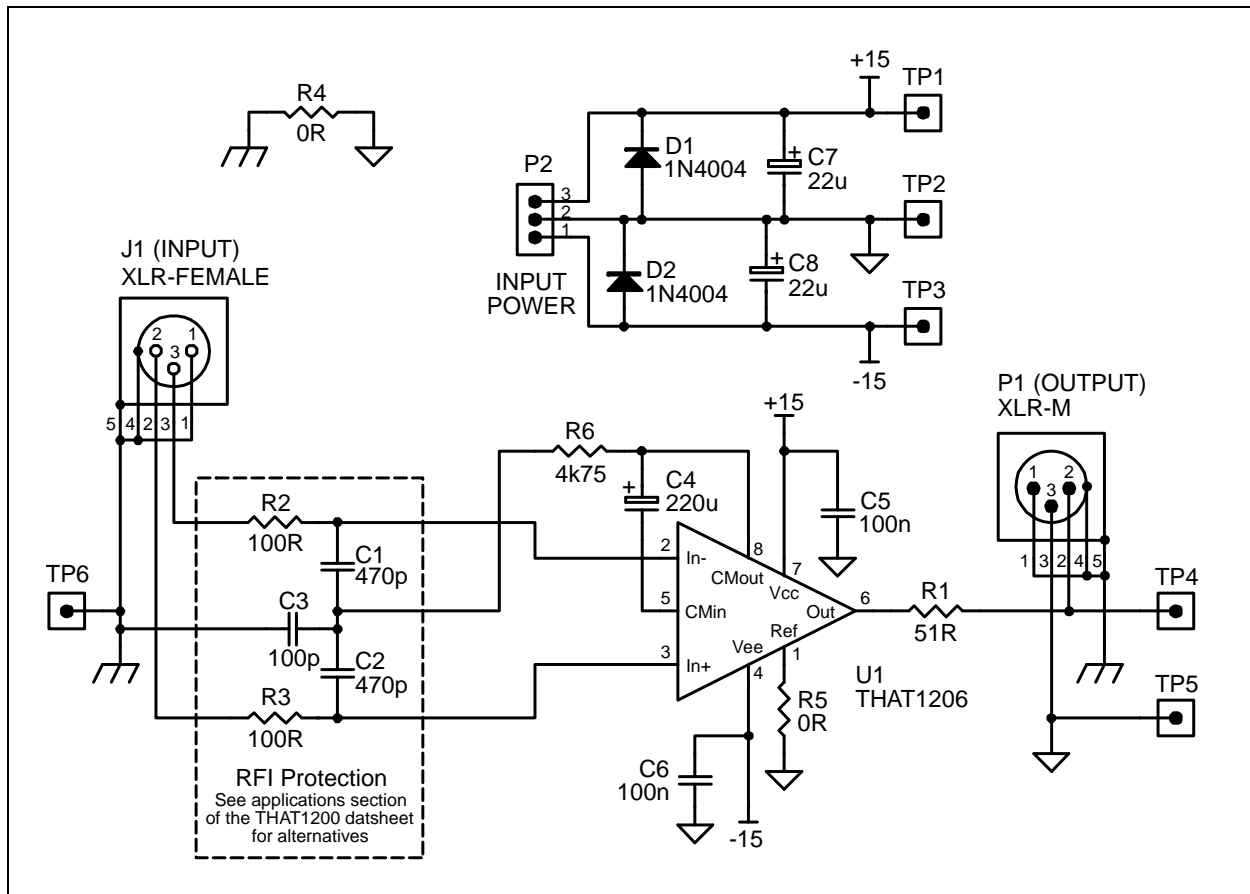 R4
0R
+15
TP1
D1
1N4004
+
C7
22u
P2
3
2
1
TP2
INPUT
POWER
D2
1N4004
+
C8
22u
TP3
-15
J1 (INPUT)
XLR-FEMALE
2
3
1
5
4
2
3
1
P1 (OUTPUT)
XLR-M
1
3
2
1
3
2
4
5
+15
R6
4k75
+
C4
220u
C5
100n
R2
100R
C1
470p
C3
100p
C2
470p
R3
100R
TP6
RFI Protection
See applications section
of the THAT1200 datasheet
for alternatives
2
In-
8
CMout
7
Vcc
5
CMin
6
Out
Ref
1
Vee
4
3
In+
U1
THAT1206
R1
51R
TP4
TP5
R5
0R
C6
100n
-15